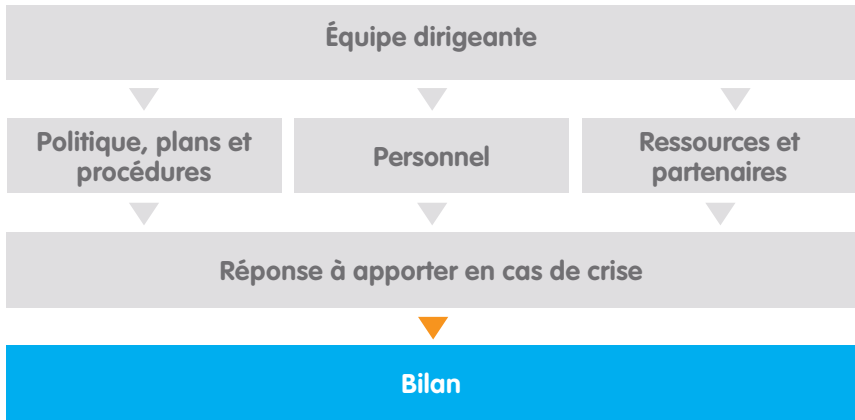 Équipe dirigeante
Politique, plans et
procédures
Personnel
Ressources et
partenaires
Réponse à apporter en cas de crise
Bilan